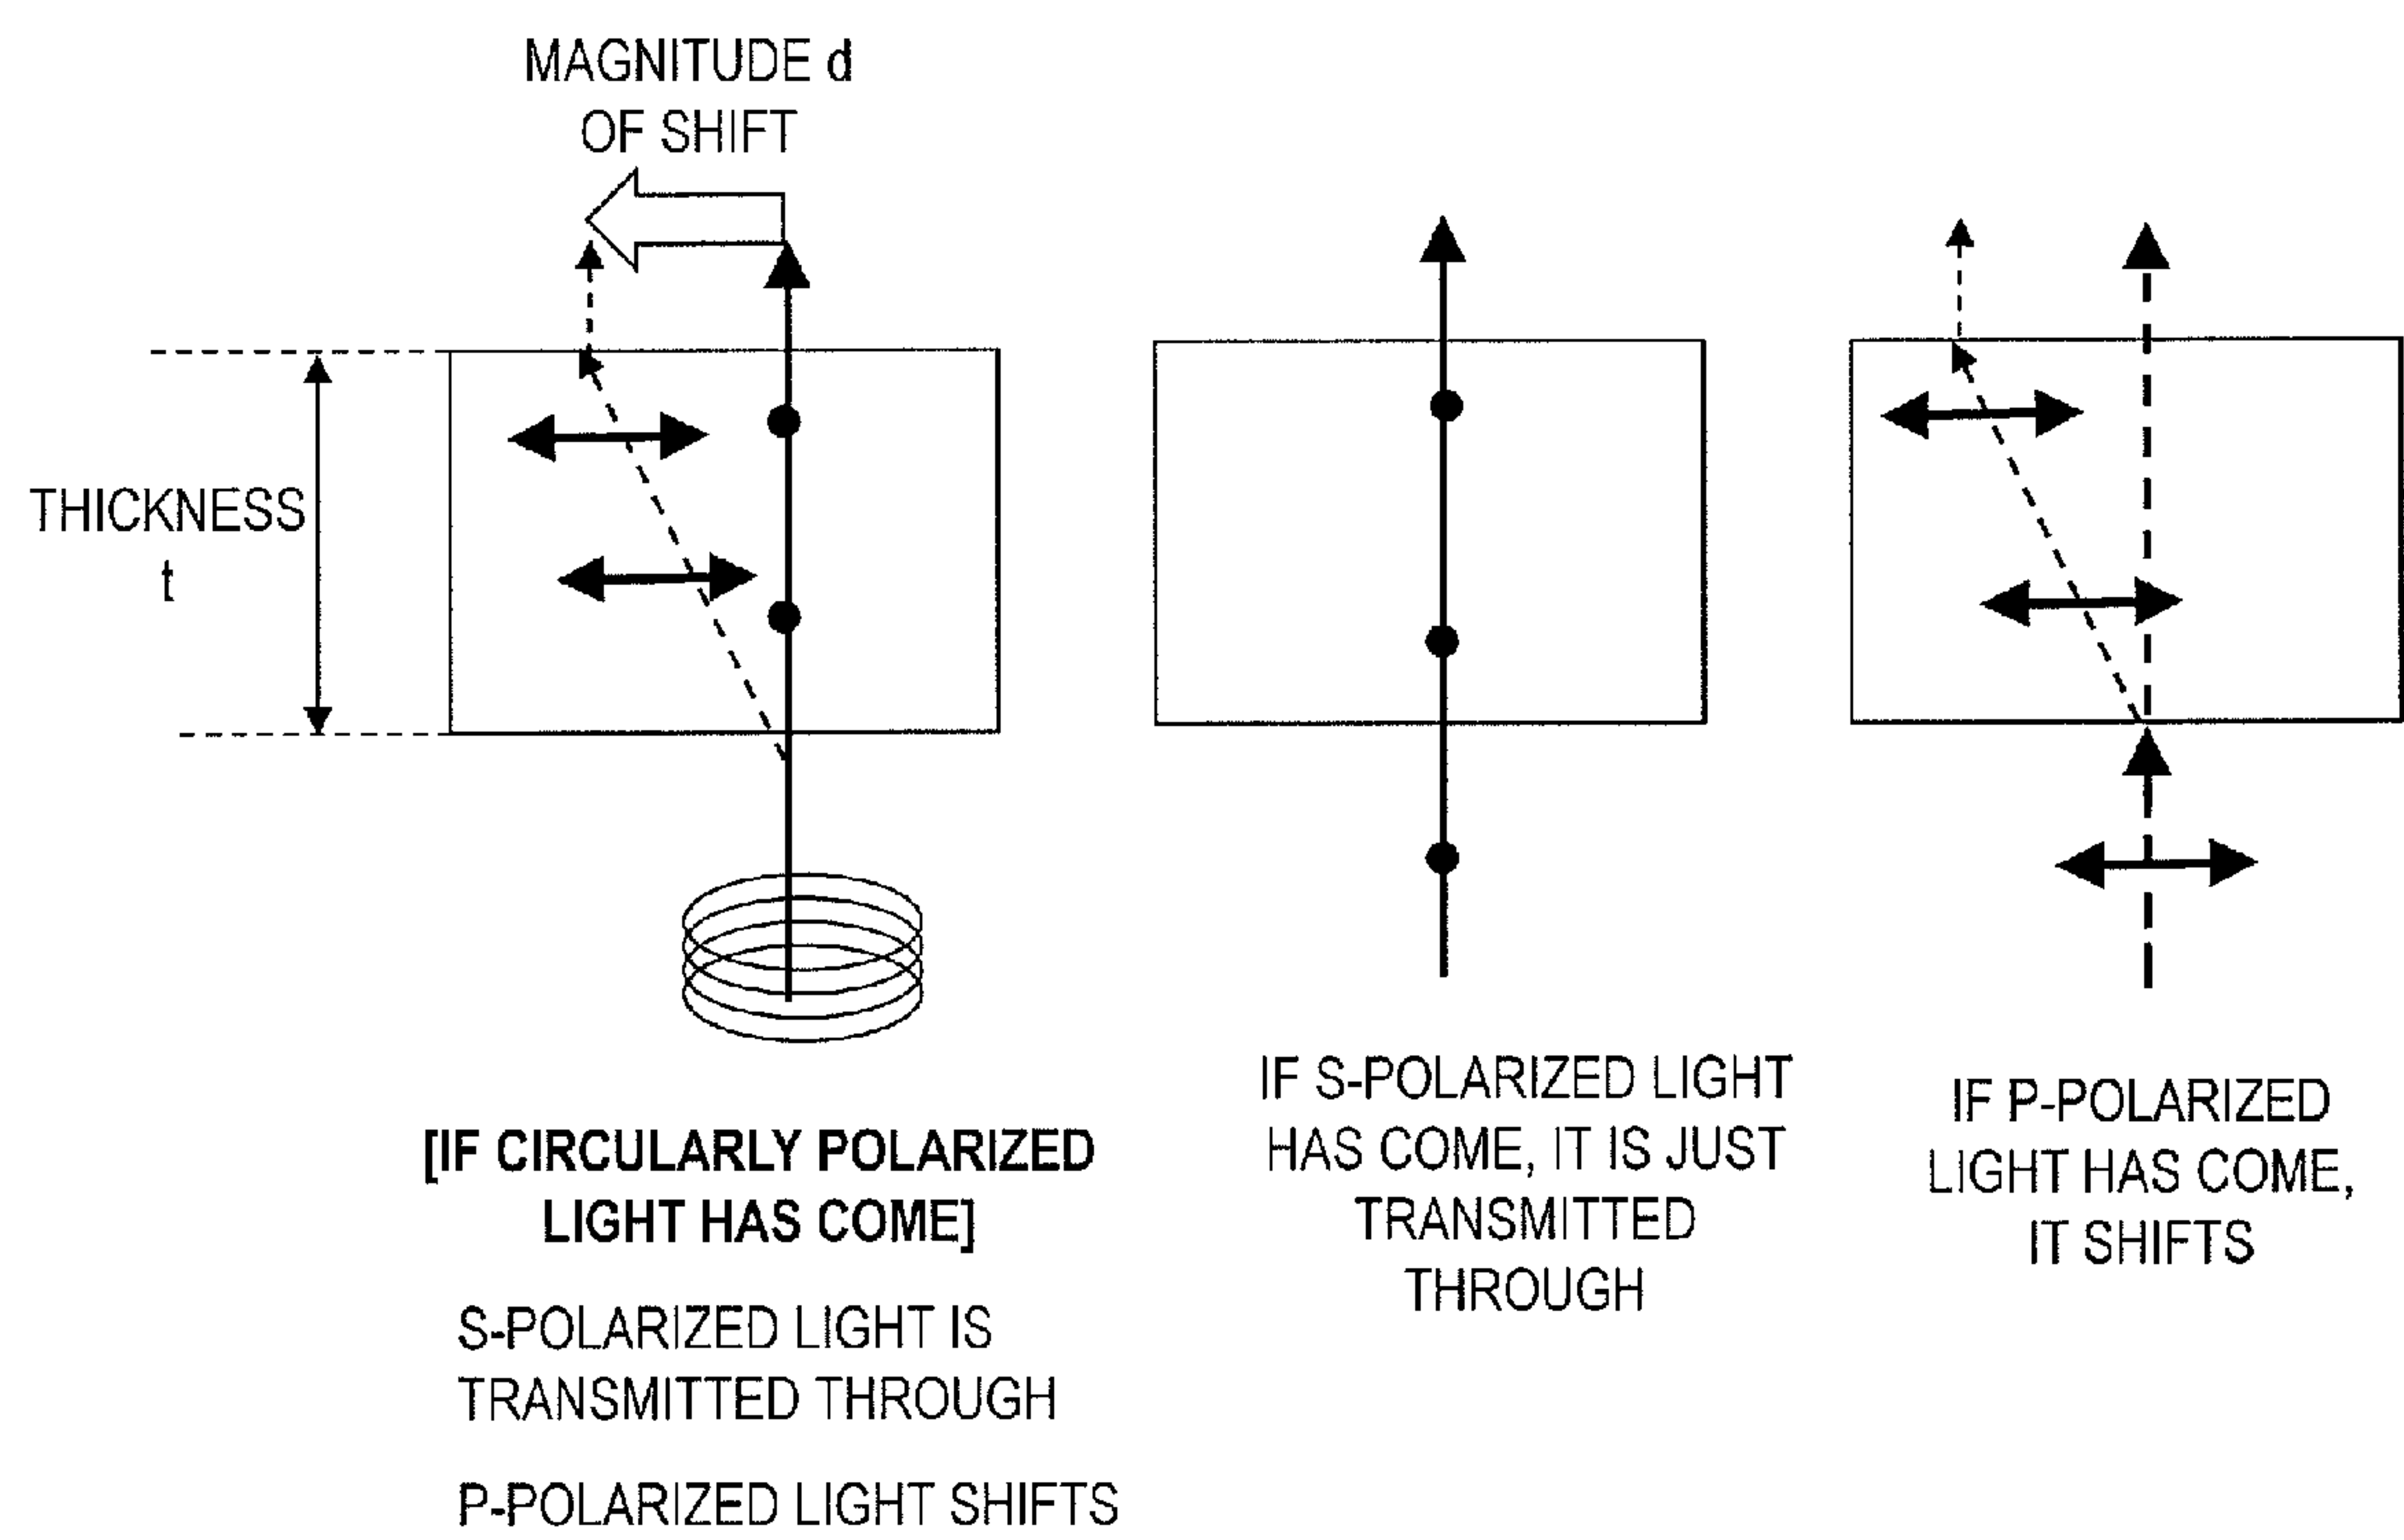 MAGNITUDE d
OF SHIFT
THICKNESS
t
[IF CIRCULARLY POLARIZED
LIGHT HAS COME]
S-POLARIZED LIGHT IS
TRANSMITTED THROUGH
P-POLARIZED LIGHT SHIFTS
IF S-POLARIZED LIGHT
HAS COME, IT IS JUST
TRANSMITTED
THROUGH
IF P-POLARIZED
LIGHT HAS COME,
IT SHIFTS